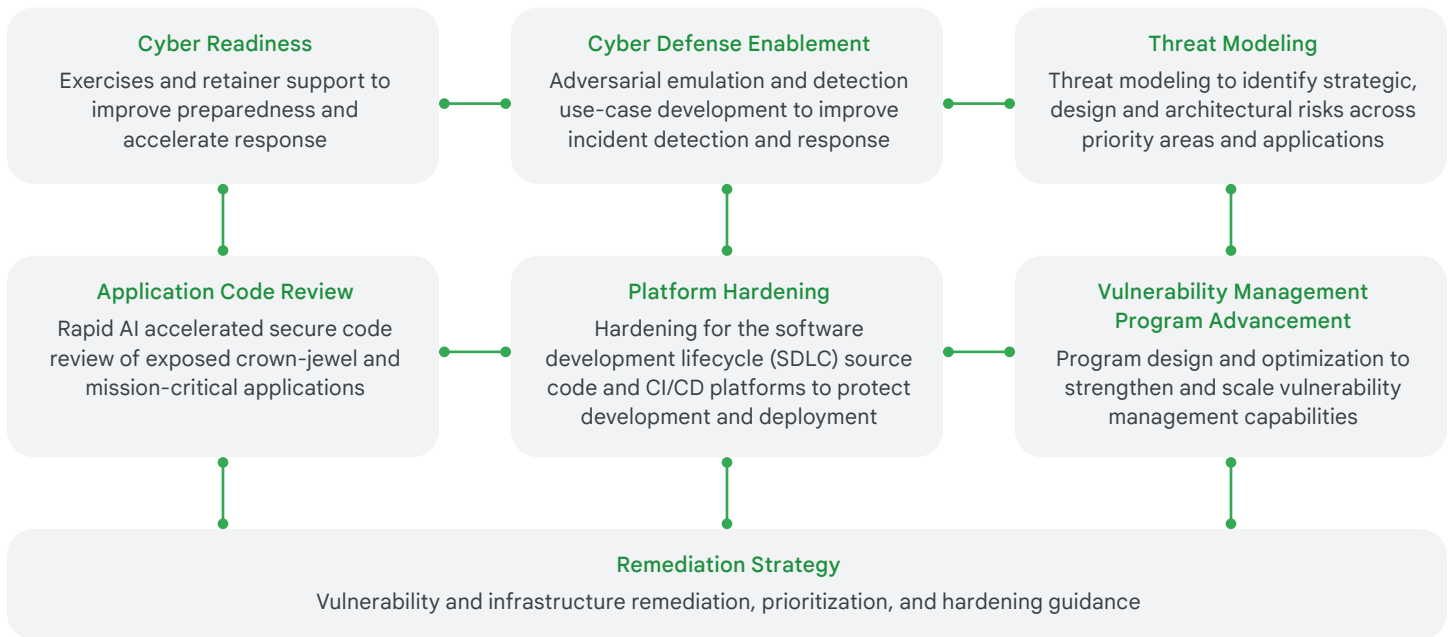 Cyber Readiness
Exercises and retainer support to
improve preparedness and
accelerate response
Cyber Defense Enablement
Adversarial emulation and detection
use-case development to improve
incident detection and response
Threat Modeling
Threat modeling to identify strategic,
design and architectural risks across
priority areas and applications
Application Code Review
Rapid AI accelerated secure code
review of exposed crown-jewel and
mission-critical applications
Platform Hardening
Hardening for the software
development lifecycle (SDLC) source
code and CI/CD platforms to protect
development and deployment
Vulnerability Management
Program Advancement
Program design and optimization to
strengthen and scale vulnerability
management capabilities
Remediation Strategy
Vulnerability and infrastructure remediation, prioritization, and hardening guidance